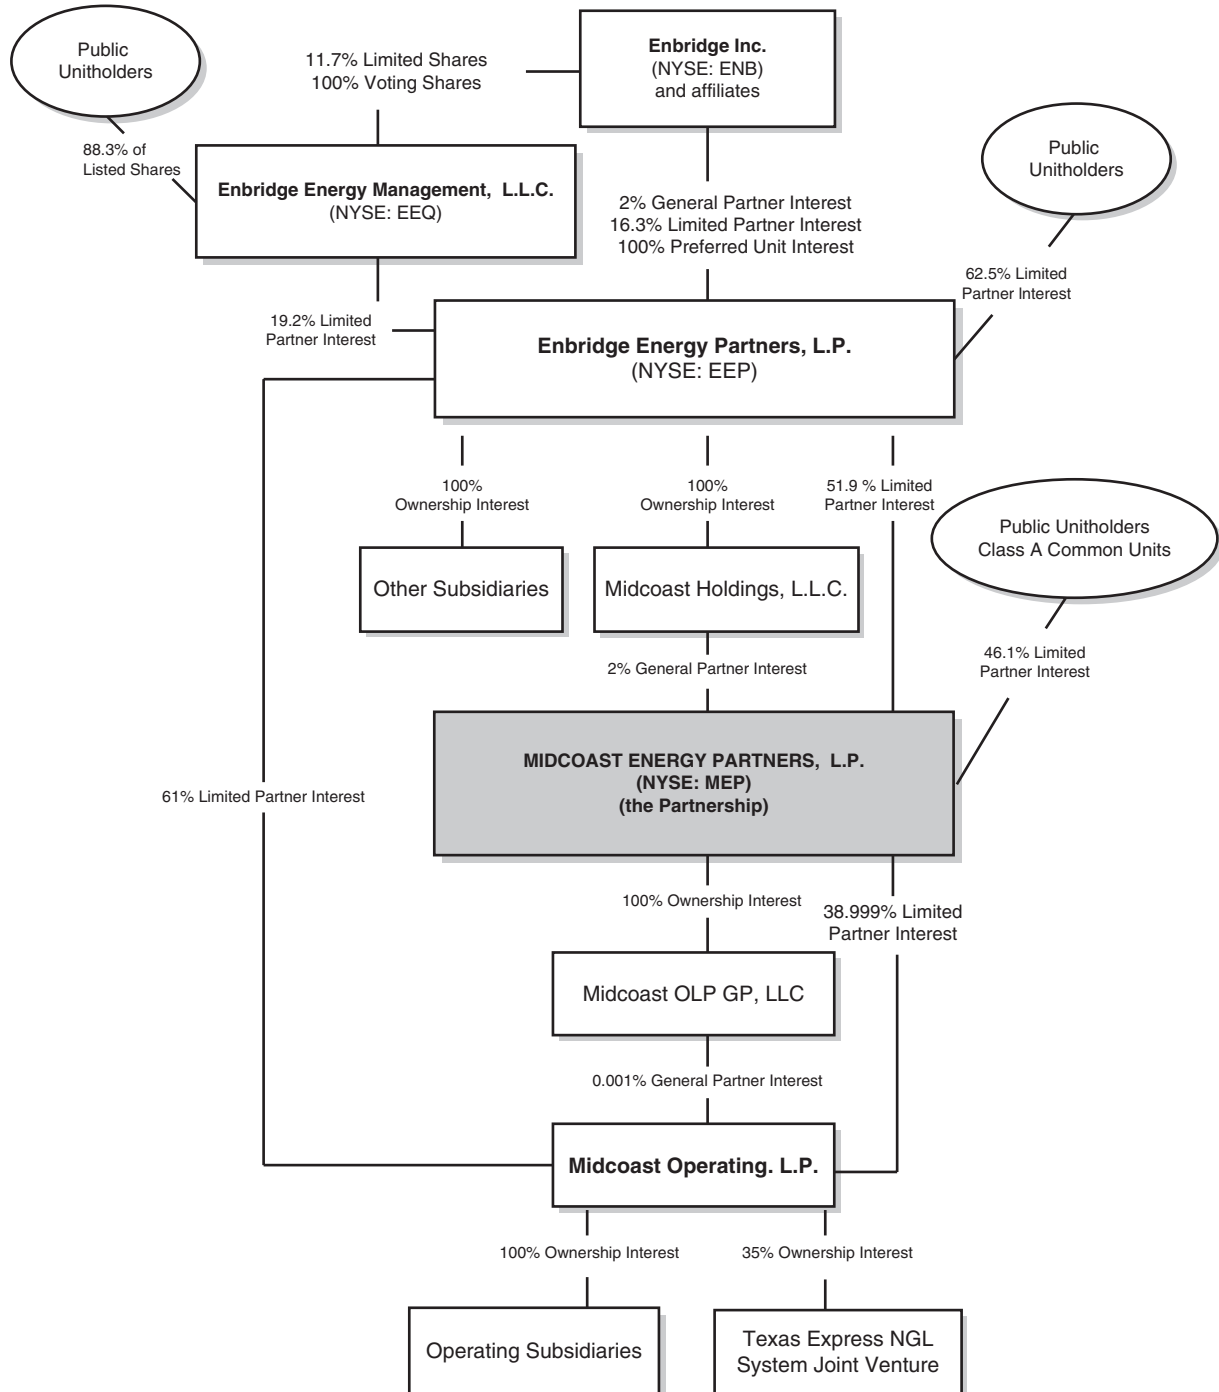 Public
Unitholders
11.7% Limited Shares
100% Voting Shares
Enbridge Inc.
(NYSE: ENB)
and affiliates
88.3% of
Listed Shares
Enbridge Energy Management, L.L.C.
(NYSE: EEQ)
Public
Unitholders
2% General Partner Interest
16.3% Limited Partner Interest
100% Preferred Unit Interest
62.5% Limited
Partner Interest
19.2% Limited
Partner Interest
Enbridge Energy Partners, L.P.
(NYSE: EEP)
100%
Ownership Interest
100%
Ownership Interest
51.9 % Limited
Partner Interest
Public Unitholders
Class A Common Units
Other Subsidiaries
Midcoast Holdings, L.L.C.
2% General Partner Interest
46.1% Limited
Partner Interest
MIDCOAST ENERGY PARTNERS, L.P.
(NYSE: MEP)
(the Partnership)
61% Limited Partner Interest
100% Ownership Interest
38.999% Limited
Partner Interest
Midcoast OLP GP, LLC
0.001% General Partner Interest
Midcoast Operating. L.P.
100% Ownership Interest
35% Ownership Interest
Operating Subsidiaries
Texas Express NGL
System Joint Venture